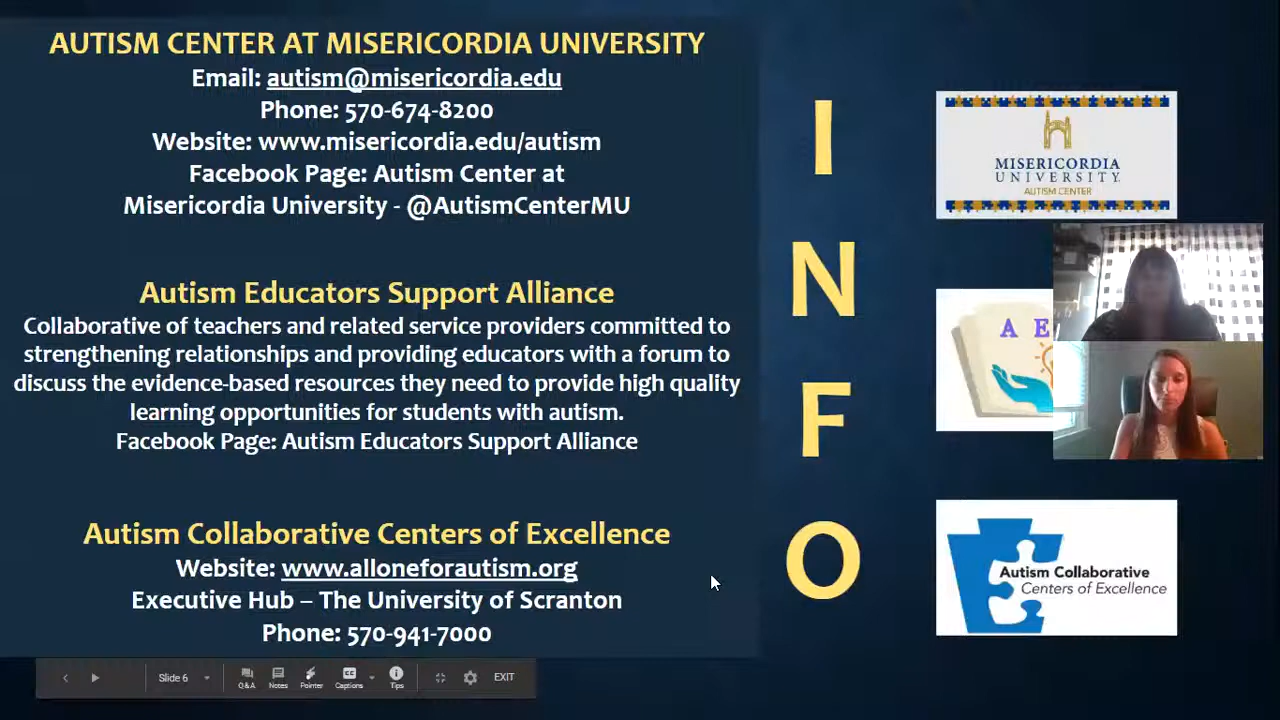 AUTISM CENTER AT MISERICORDIA UNIVERSITY
Email: autism@misericordia.edu
Phone: 570-674-8200
Website: www.misericordia.edu/autism
Facebook Page: Autism Center at
Misericordia University - @AutismCenterMU
Autism Educators Support Alliance
Collaborative of teachers and related service providers committed to
strengthening relationships and providing educators with a forum to
discuss the evidence-based resources they need to provide high quality
learning opportunities for students with autism.
Facebook Page: Autism Educators Support Alliance
Autism Collaborative Centers of Excellence
Website: www.alloneforautism.org
Executive Hub – The University of Scranton
Phone: 570-941-7000
I
N
F
O
MISERICORDIA
UNIVERSITY
AUTISM CENTER
A E
Autism Collaborative
Centers of Excellence
Slide 6
Q&A
Notes
Pointer
Captions
Tips
EXIT